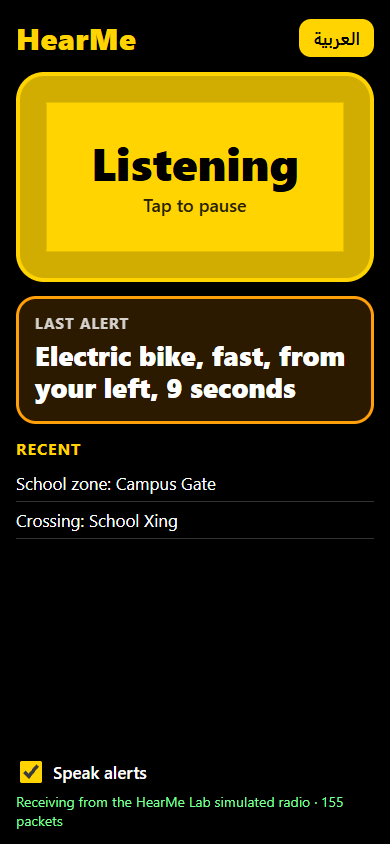 HearMe
العربية
Listening
Tap to pause
LAST ALERT
Electric bike, fast, from
your left, 9 seconds
RECENT
School zone: Campus Gate
Crossing: School Xing
Speak alerts
Receiving from the HearMe Lab simulated radio · 155
packets